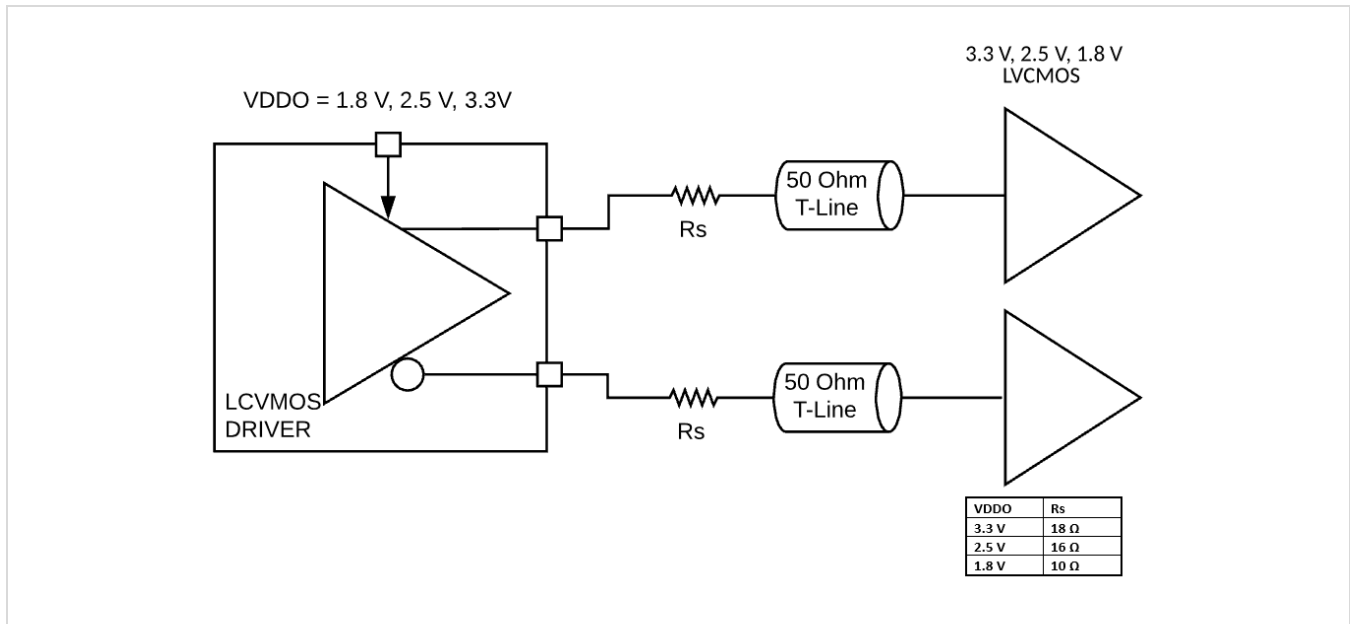 3.3 V, 2.5 V, 1.8 V
LVCMOS
VDDO = 1.8 V, 2.5 V, 3.3V
50 Ohm
T-Line
Rs
LCVMOS
DRIVER
50 Ohm
T-Line
Rs
VDDO Rs
3.3 V 18 Ω
2.5 V 16 Ω
1.8 V 10 Ω